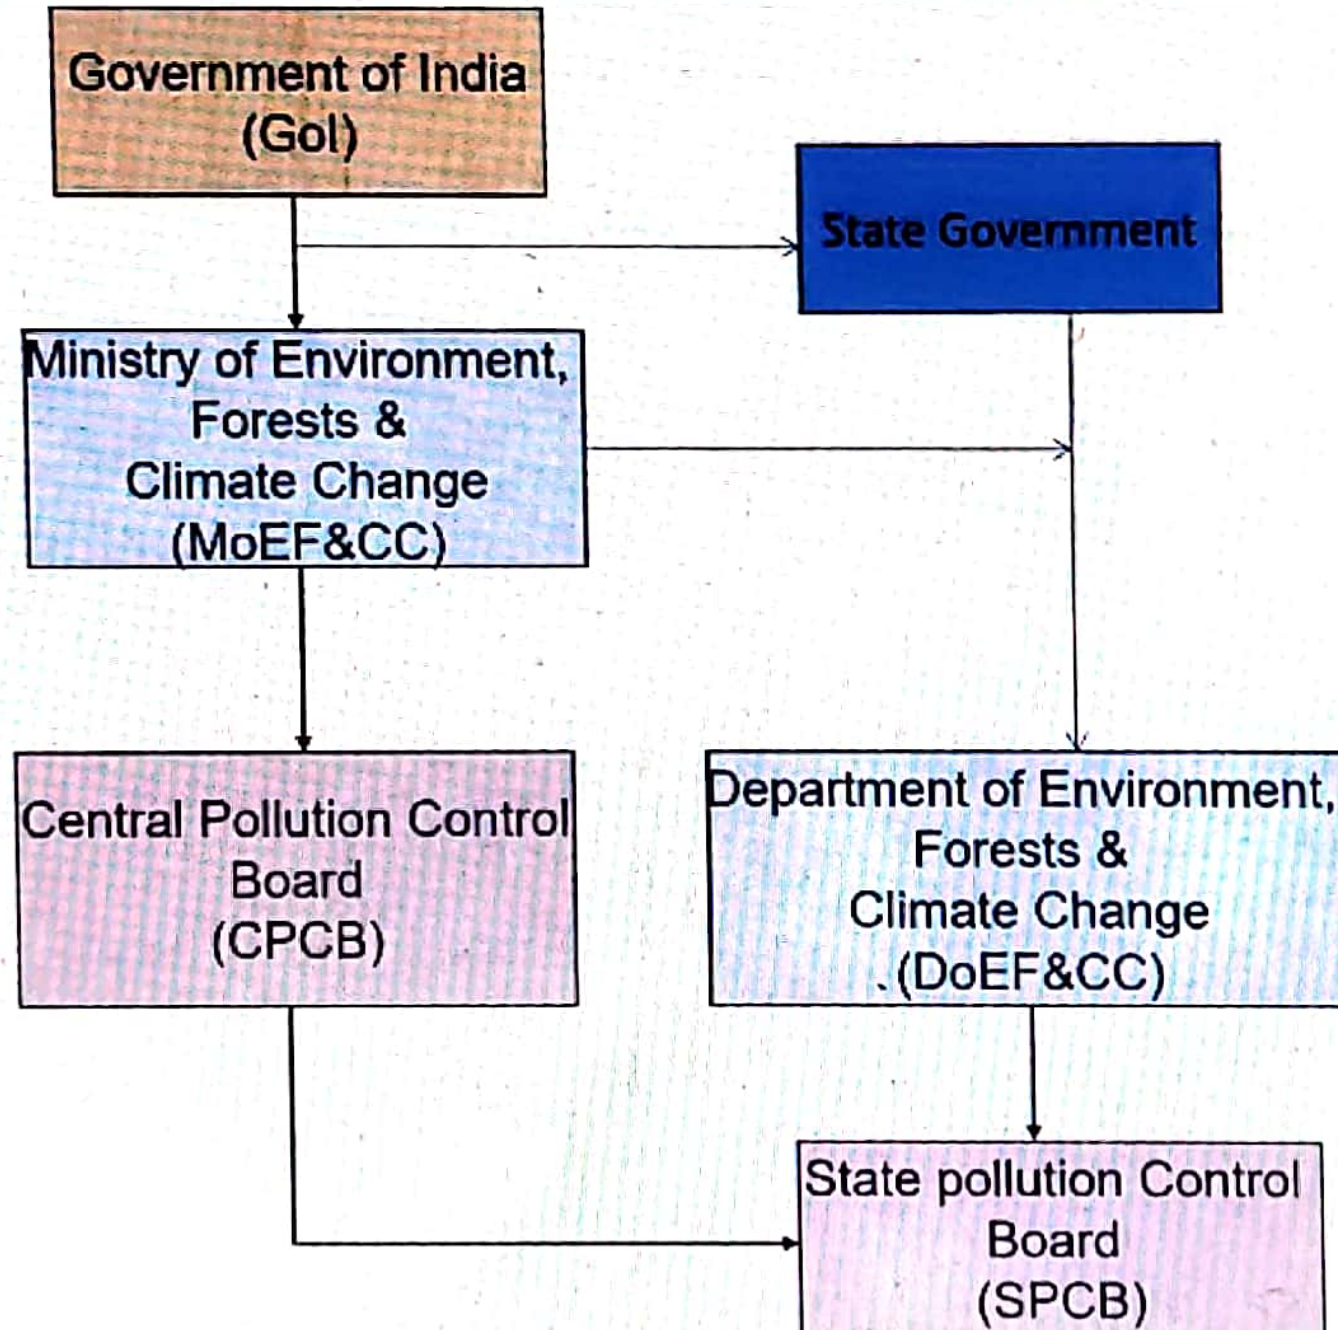 Government of India
(GoI)
State Government
Ministry of Environment,
Forests &
Climate Change
(MoEF&CC)
Central Pollution Control
Board
(CPCB)
Department of Environment,
Forests &
Climate Change
(DoEF&CC)
State pollution Control
Board
(SPCB)